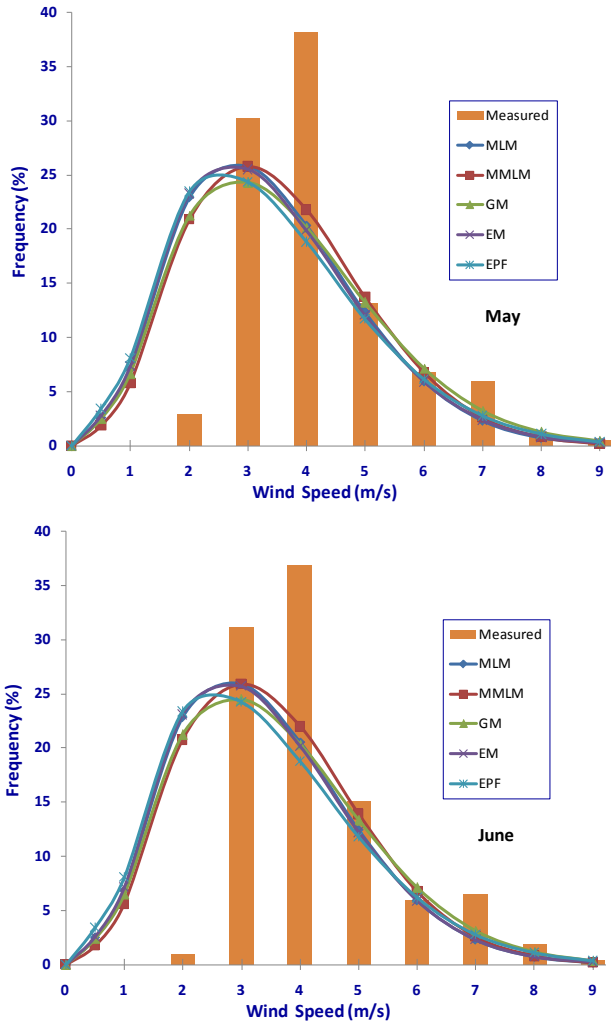 40
35
30
25
20
15
10
5
0
Frequency (%)
Measured
MLM
MMLM
GM
EM
EPF
May
0 1 2 3 4 5 6 7 8 9
Wind Speed (m/s)
40
35
30
25
20
15
10
5
0
Frequency (%)
Measured
MLM
MMLM
GM
EM
EPF
June
0 1 2 3 4 5 6 7 8 9
Wind Speed (m/s)